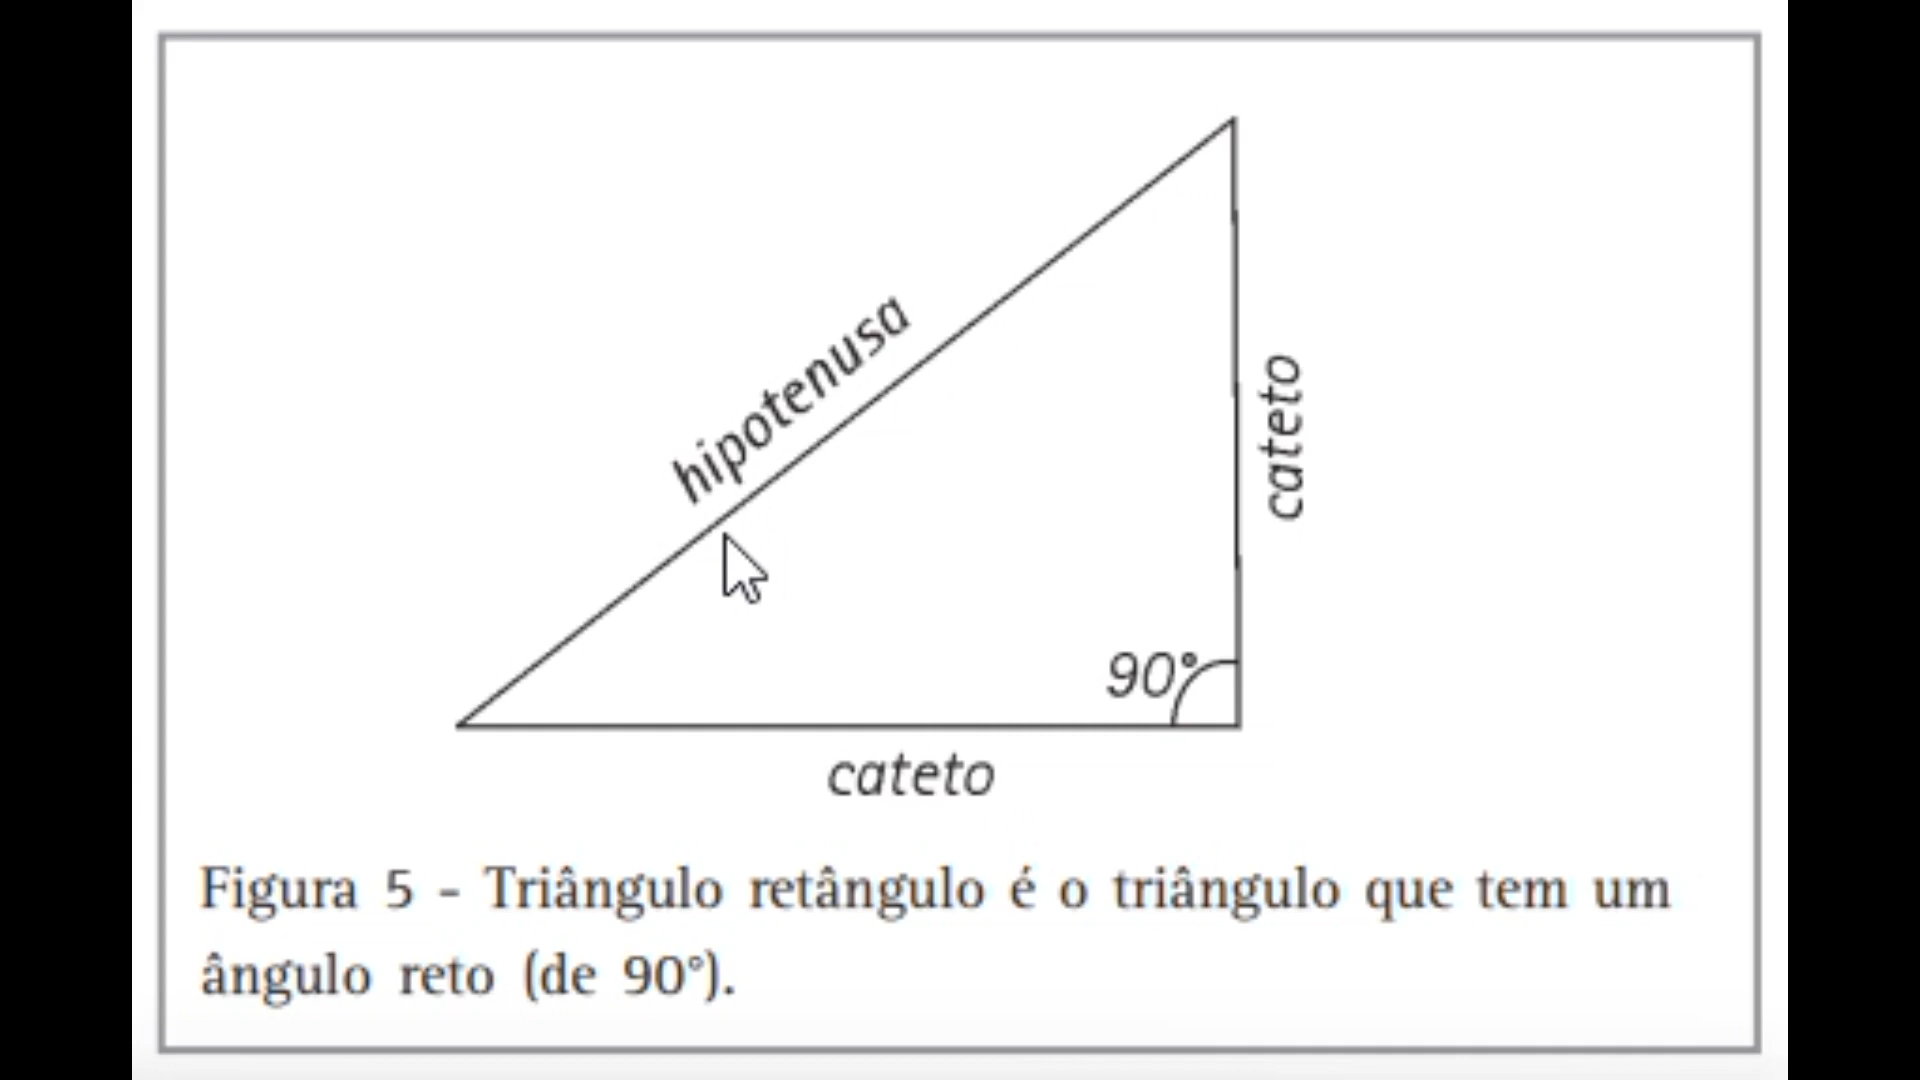 hipotenusa
cateto
90°
cateto
Figura 5 - Triângulo retângulo é o triângulo que tem um
ângulo reto (de 90°).